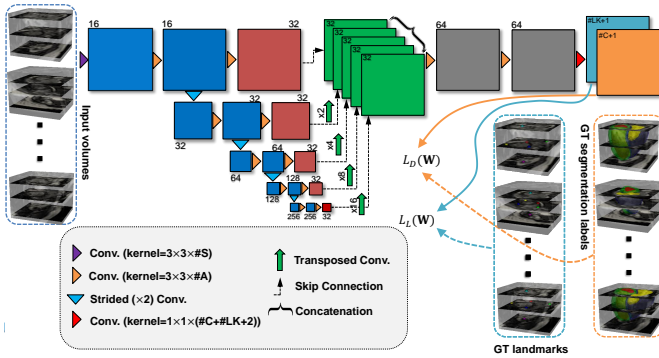 16
16
32
32
32
32
32
32
64
64
#LK+1
#C+1
Input volumes
32
32
32
x2
x4
x8
x16
64
64
32
128
128
32
256
256
32
L_D(W)
L_L(W)
GT segmentation labels
GT landmarks
Conv. (kernel=3×3×#S)
Conv. (kernel=3×3×#A)
Strided (×2) Conv.
Conv. (kernel=1×1×(#C+#LK+2))
Transposed Conv.
Skip Connection
Concatenation